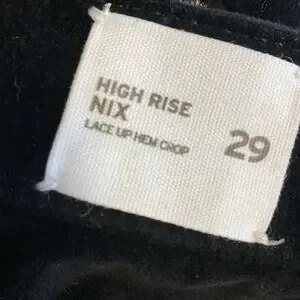 HIGH RISE
NIX
LACE UP HEM CROP
29